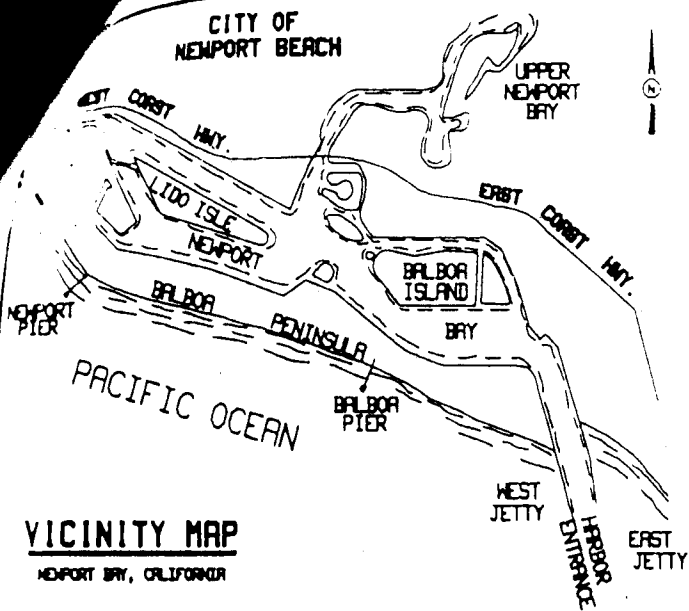 CITY OF
NEWPORT BEACH
UPPER
NEWPORT
BAY
N
WEST COAST HWY.
EAST COAST HWY.
LIDO ISLE
NEWPORT
BALBOA
ISLAND
BAY
BALBOA PENINSULA
NEWPORT
PIER
BALBOA
PIER
PACIFIC OCEAN
WEST
JETTY
HARBOR
ENTRANCE
EAST
JETTY
VICINITY MAP
NEWPORT BAY, CALIFORNIA